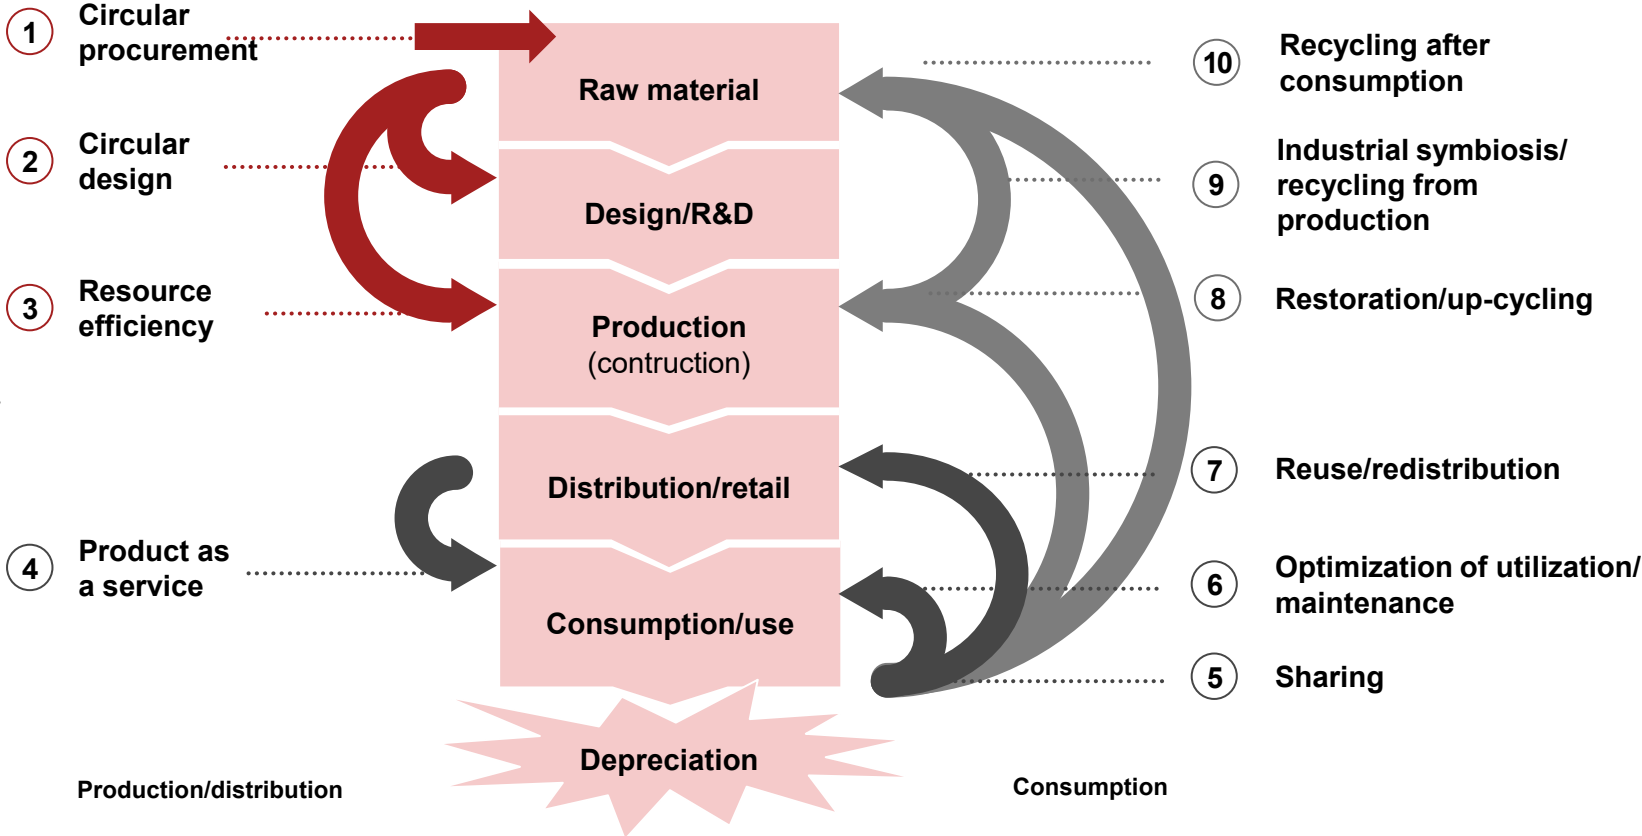 1
Circular
procurement
2
Circular
design
3
Resource
efficiency
4
Product as
a service
Production/distribution
Raw material
Design/R&D
Production
(contruction)
Distribution/retail
Consumption/use
Depreciation
10
Recycling after
consumption
9
Industrial symbiosis/
recycling from
production
8
Restoration/up-cycling
7
Reuse/redistribution
6
Optimization of utilization/
maintenance
5
Sharing
Consumption